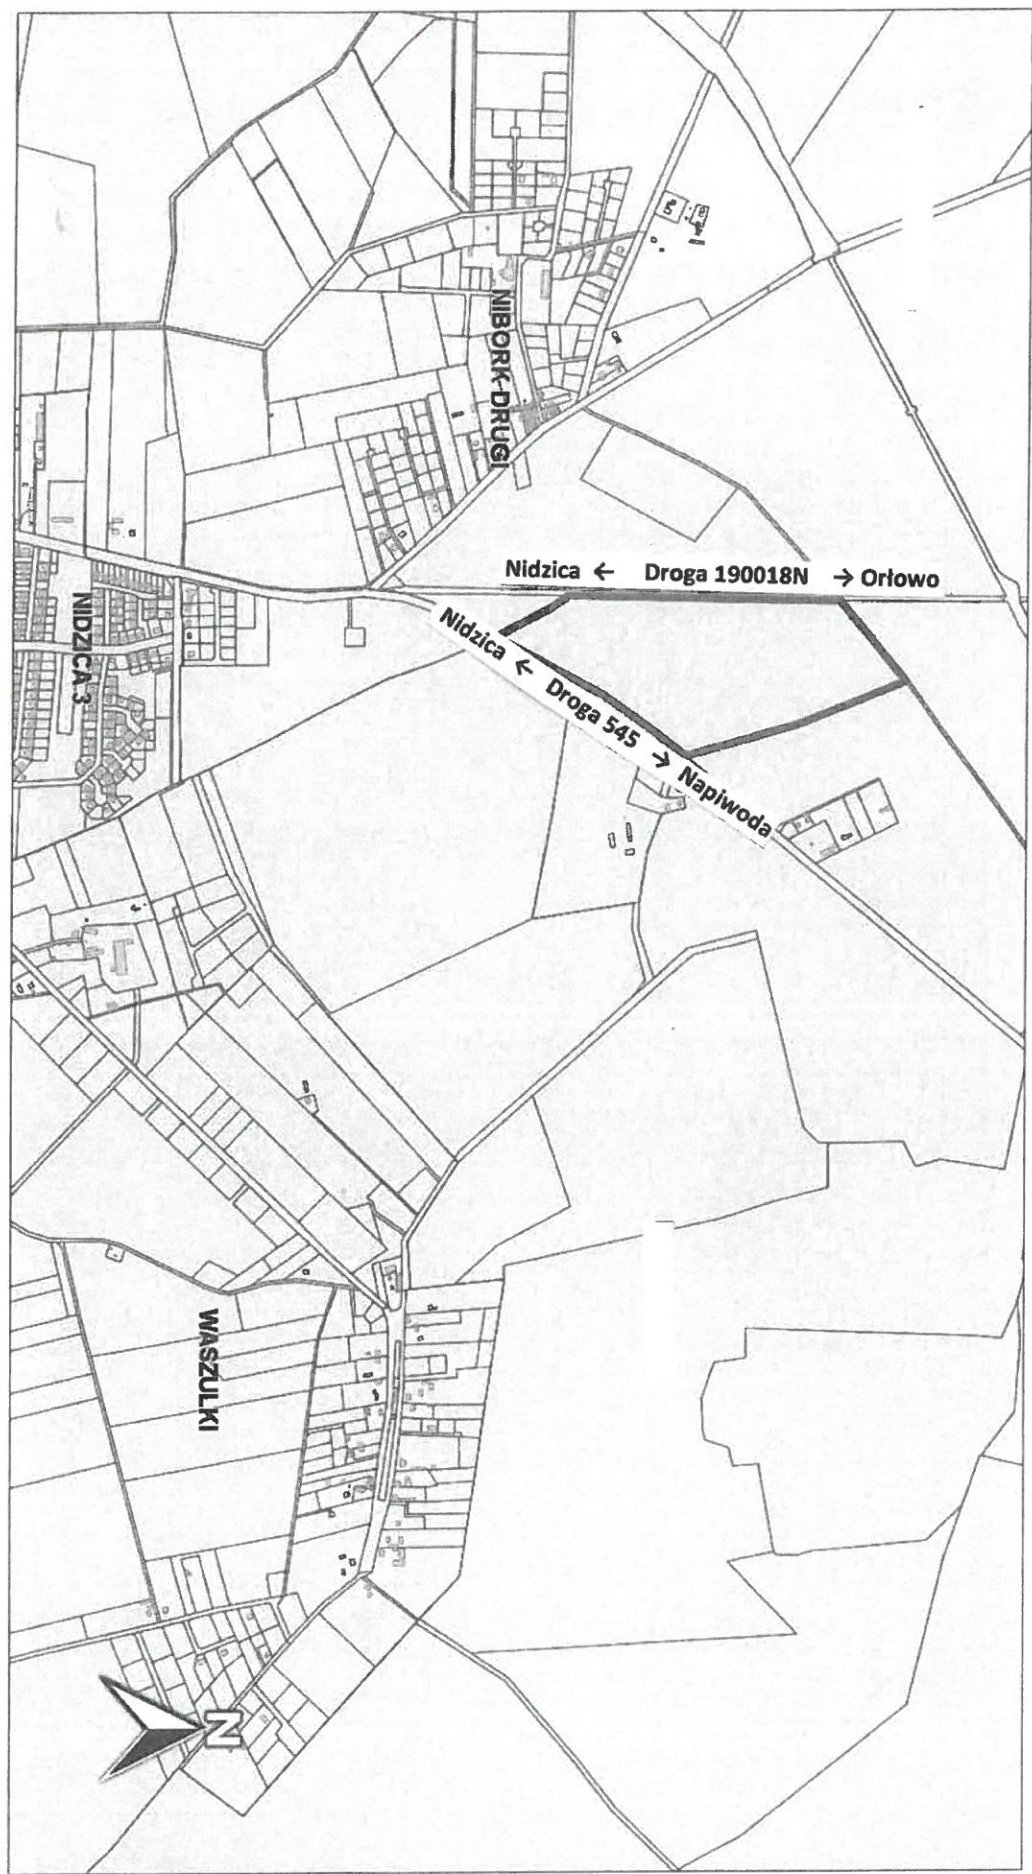 NIBORK-DRUGI
Nidzica ← Droga 190018N → Orłowo
Nidzica ← Droga 545 → Napiwoda
NIDZICA 3
WASZULKI
N